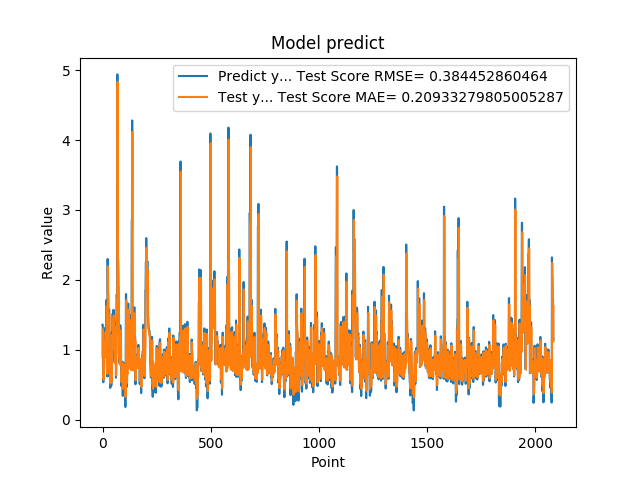 Model predict
Predict y... Test Score RMSE= 0.384452860464
Test y... Test Score MAE= 0.20933279805005287
Real value
5
4
3
2
1
0
0 500 1000 1500 2000
Point